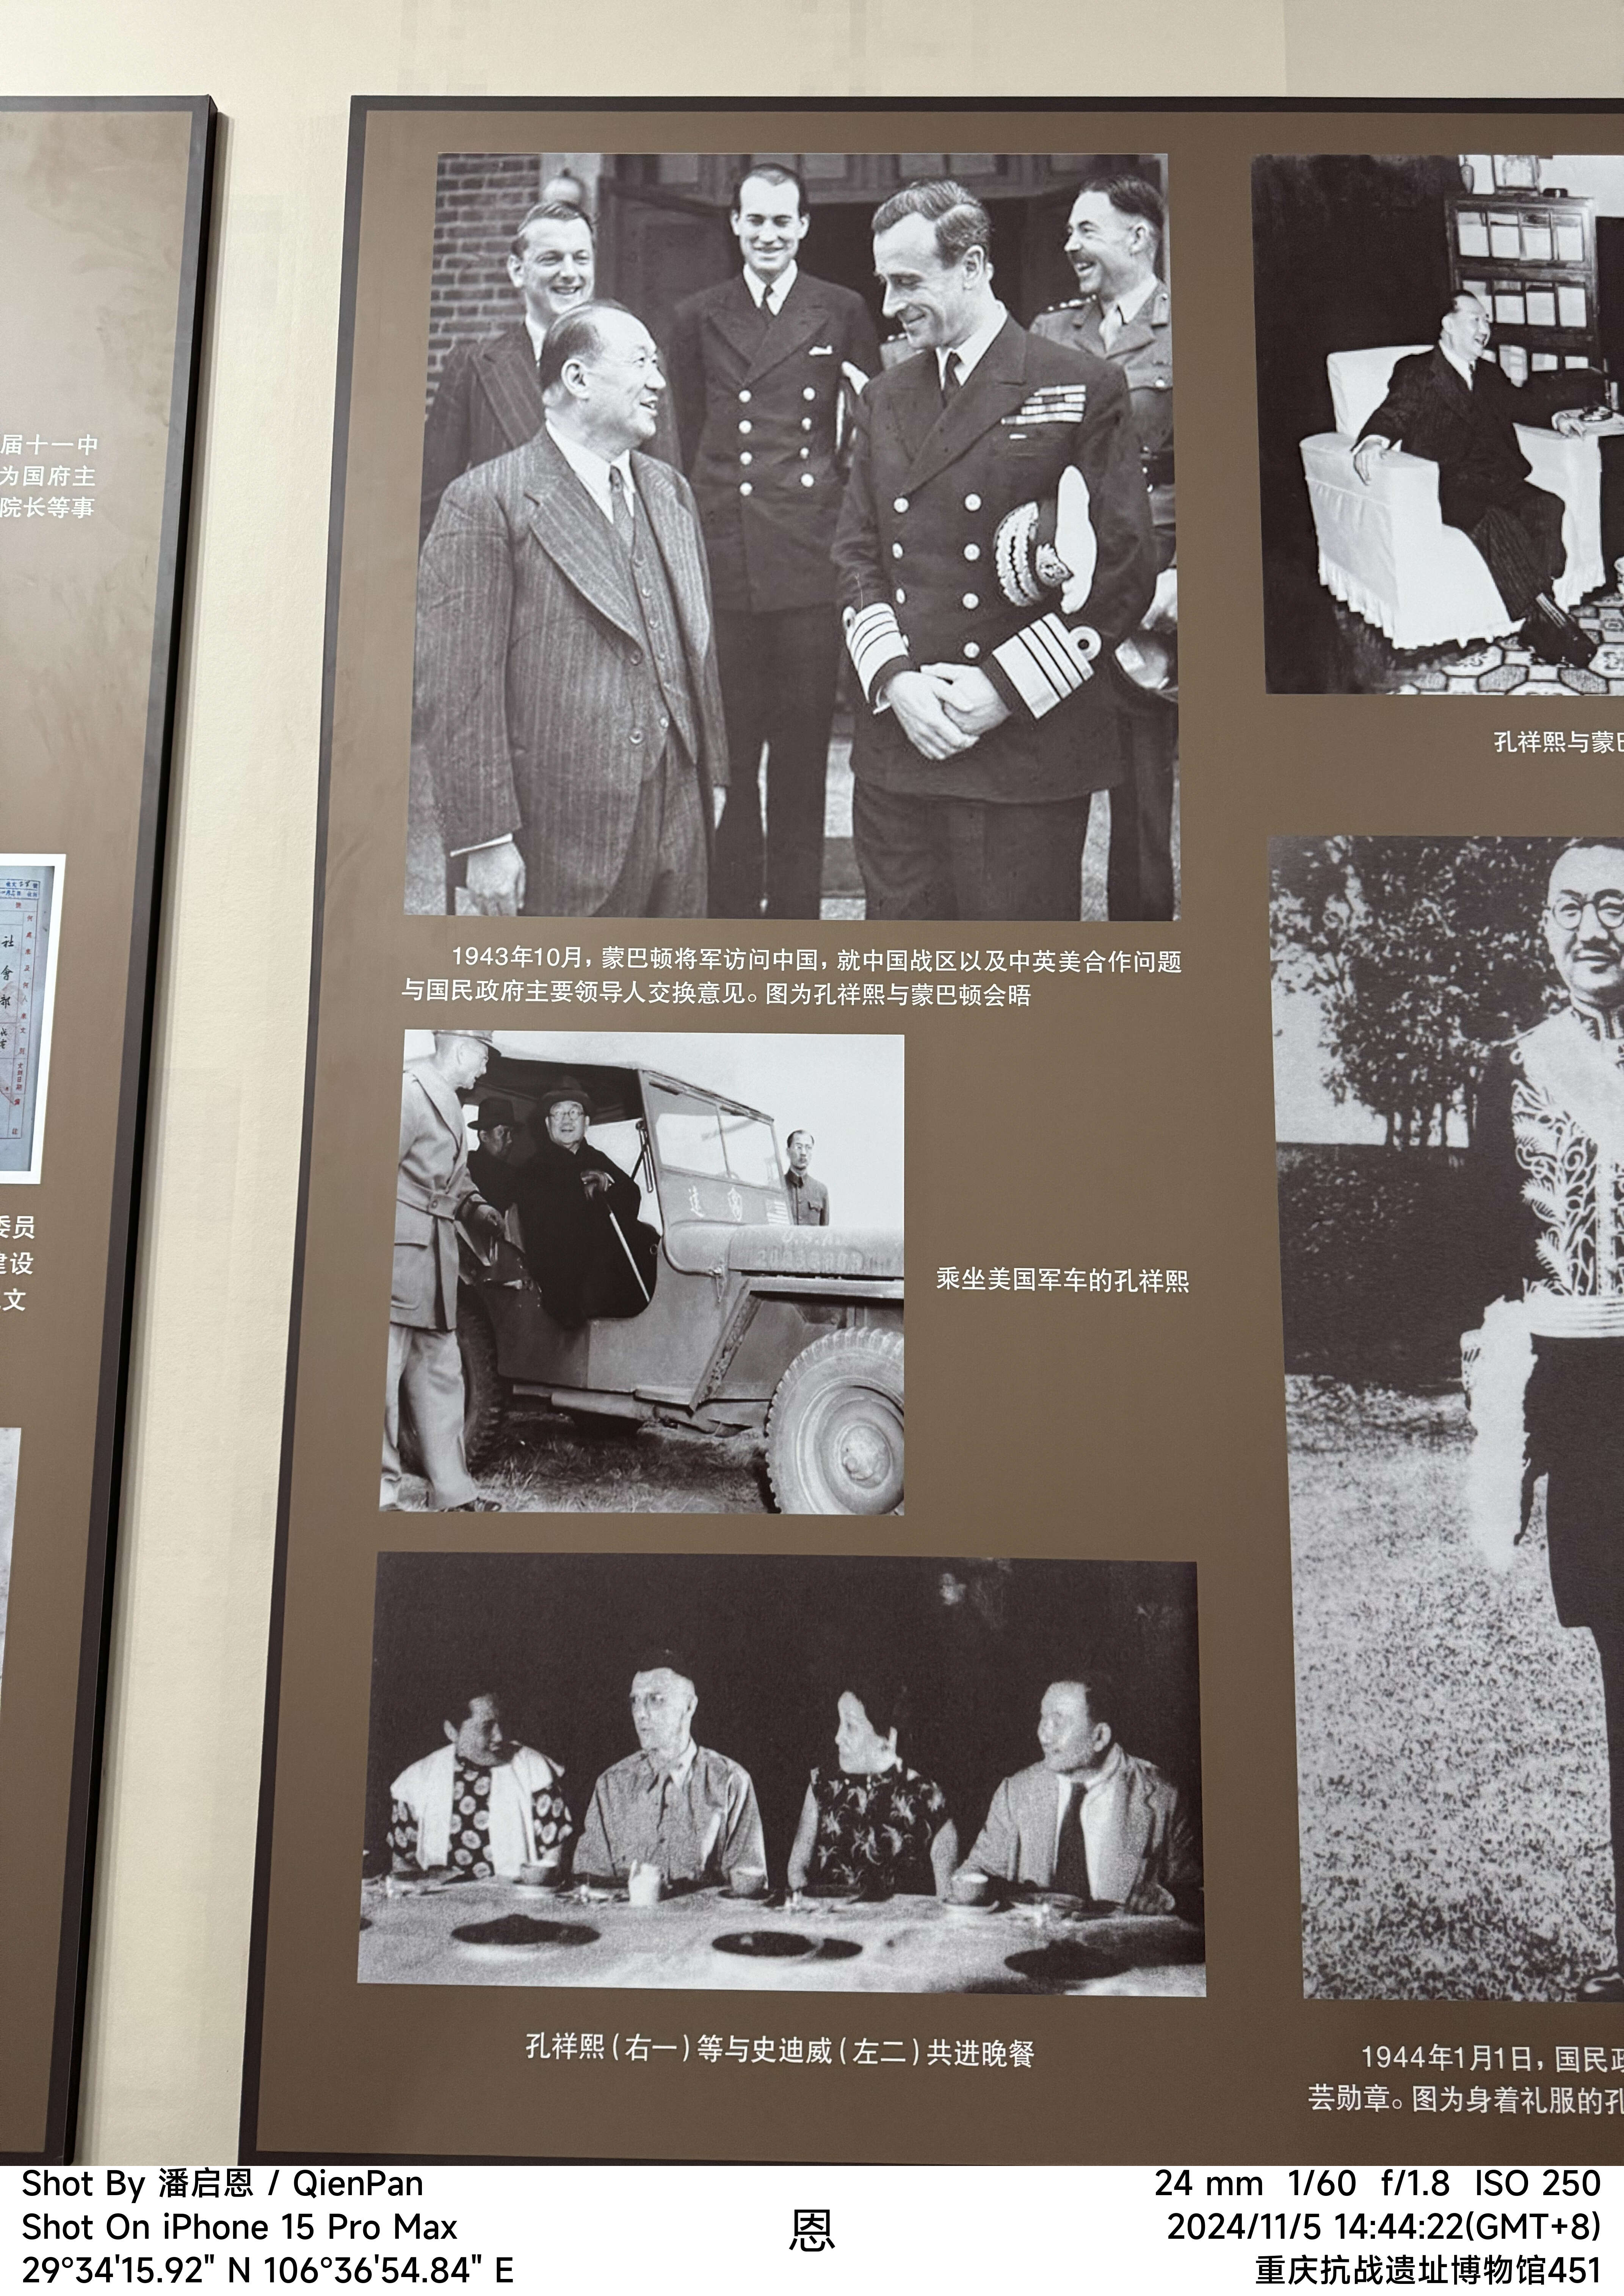 届十一中
为国府主
院长等事
社
會
部
委员
建设
文
1943年10月，蒙巴顿将军访问中国，就中国战区以及中英美合作问题
与国民政府主要领导人交换意见。图为孔祥熙与蒙巴顿会晤
乘坐美国军车的孔祥熙
孔祥熙（右一）等与史迪威（左二）共进晚餐
孔祥熙与蒙巴
1944年1月1日，国民政
芸勋章。图为身着礼服的孔
Shot By 潘启恩 / QienPan
Shot On iPhone 15 Pro Max
29°34'15.92" N 106°36'54.84" E
恩
24 mm 1/60 f/1.8 ISO 250
2024/11/5 14:44:22(GMT+8)
重庆抗战遗址博物馆451